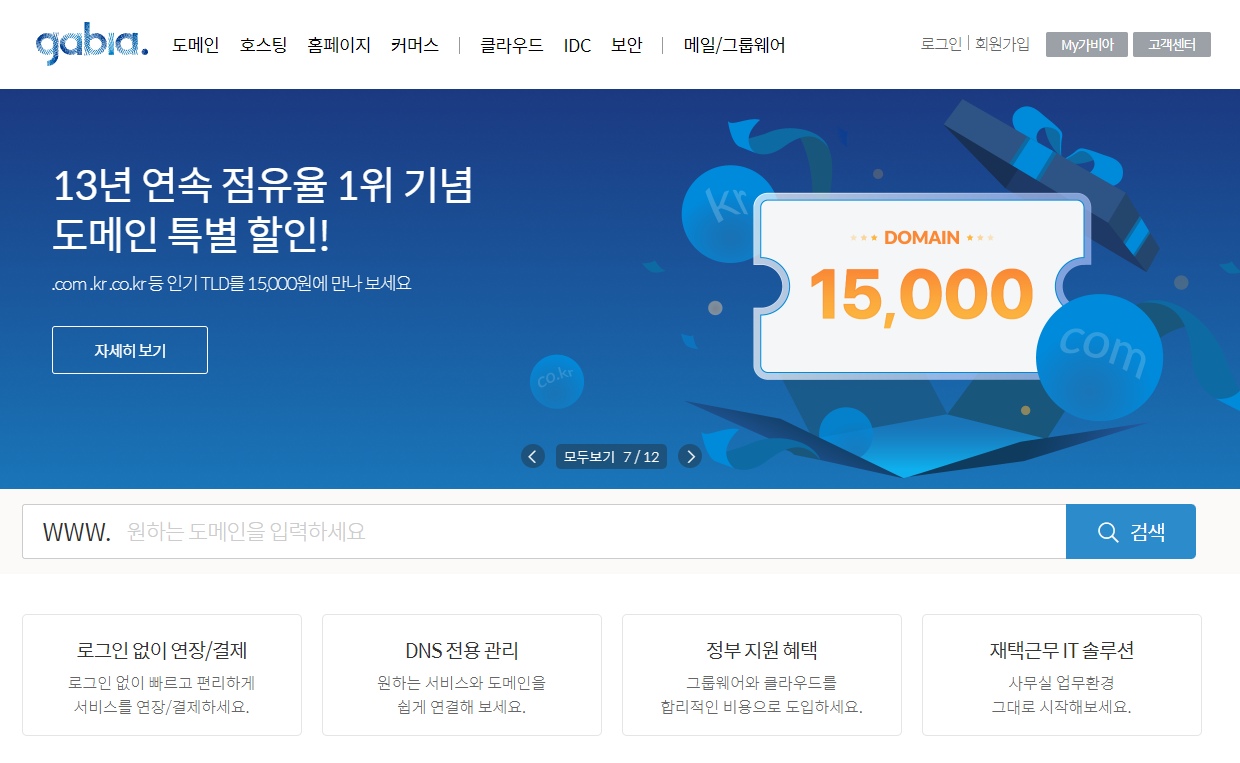 gabia.
도메인 호스팅 홈페이지 커머스 | 클라우드 IDC 보안 | 메일/그룹웨어
로그인 | 회원가입 My가비아 고객센터
13년 연속 점유율 1위 기념
도메인 특별 할인!
.com .kr .co.kr 등 인기 TLD를 15,000원에 만나 보세요
자세히 보기
kr
DOMAIN
15,000
com
co.kr
모두보기 7 / 12
WWW. 원하는 도메인을 입력하세요
검색
로그인 없이 연장/결제
로그인 없이 빠르고 편리하게
서비스를 연장/결제하세요.
DNS 전용 관리
원하는 서비스와 도메인을
쉽게 연결해 보세요.
정부 지원 혜택
그룹웨어와 클라우드를
합리적인 비용으로 도입하세요.
재택근무 IT 솔루션
사무실 업무환경
그대로 시작해보세요.